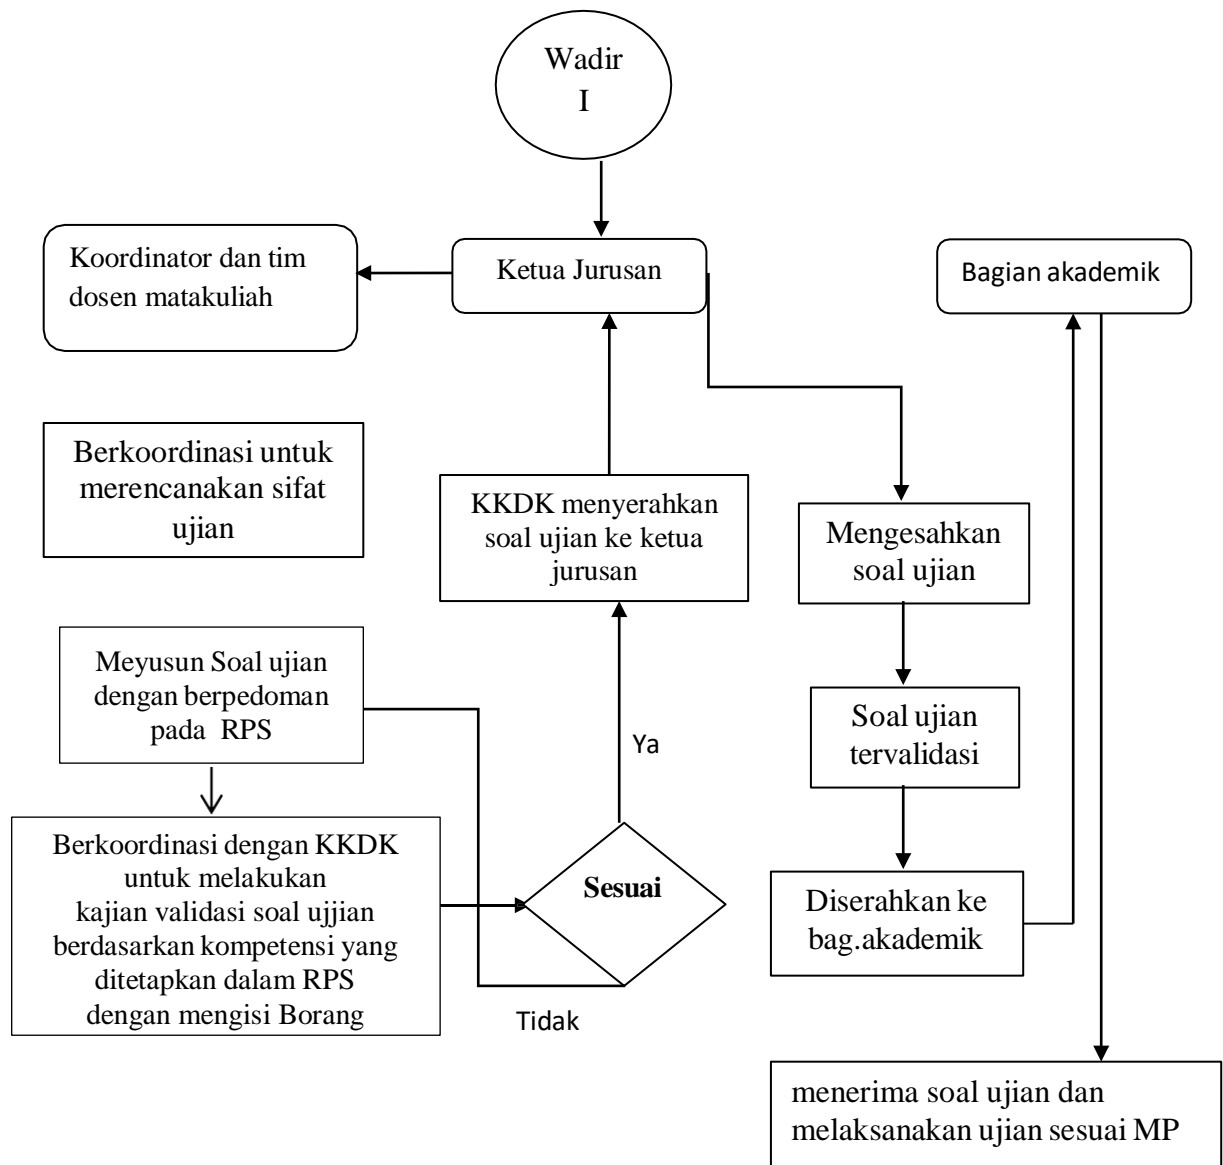 Wadir
I
Koordinator dan tim
dosen matakuliah
Ketua Jurusan
Bagian akademik
Berkoordinasi untuk
merencanakan sifat
ujian
KKDK menyerahkan
soal ujian ke ketua
jurusan
Mengesahkan
soal ujian
Meyusun Soal ujian
dengan berpedoman
pada RPS
Ya
Soal ujian
tervalidasi
Berkoordinasi dengan KKDK
untuk melakukan
kajian validasi soal ujjian
berdasarkan kompetensi yang
ditetapkan dalam RPS
dengan mengisi Borang
Sesuai
Diserahkan ke
bag.akademik
Tidak
menerima soal ujian dan
melaksanakan ujian sesuai MP